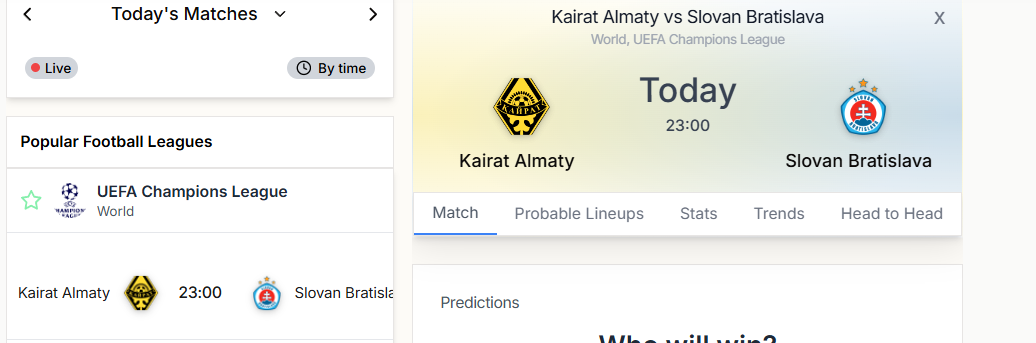 Today's Matches
Live
By time
Popular Football Leagues
UEFA Champions League
World
Kairat Almaty
23:00
Slovan Bratisla
Kairat Almaty vs Slovan Bratislava
X
World, UEFA Champions League
Today
23:00
Kairat Almaty
Slovan Bratislava
Match
Probable Lineups
Stats
Trends
Head to Head
Predictions
Who will win?